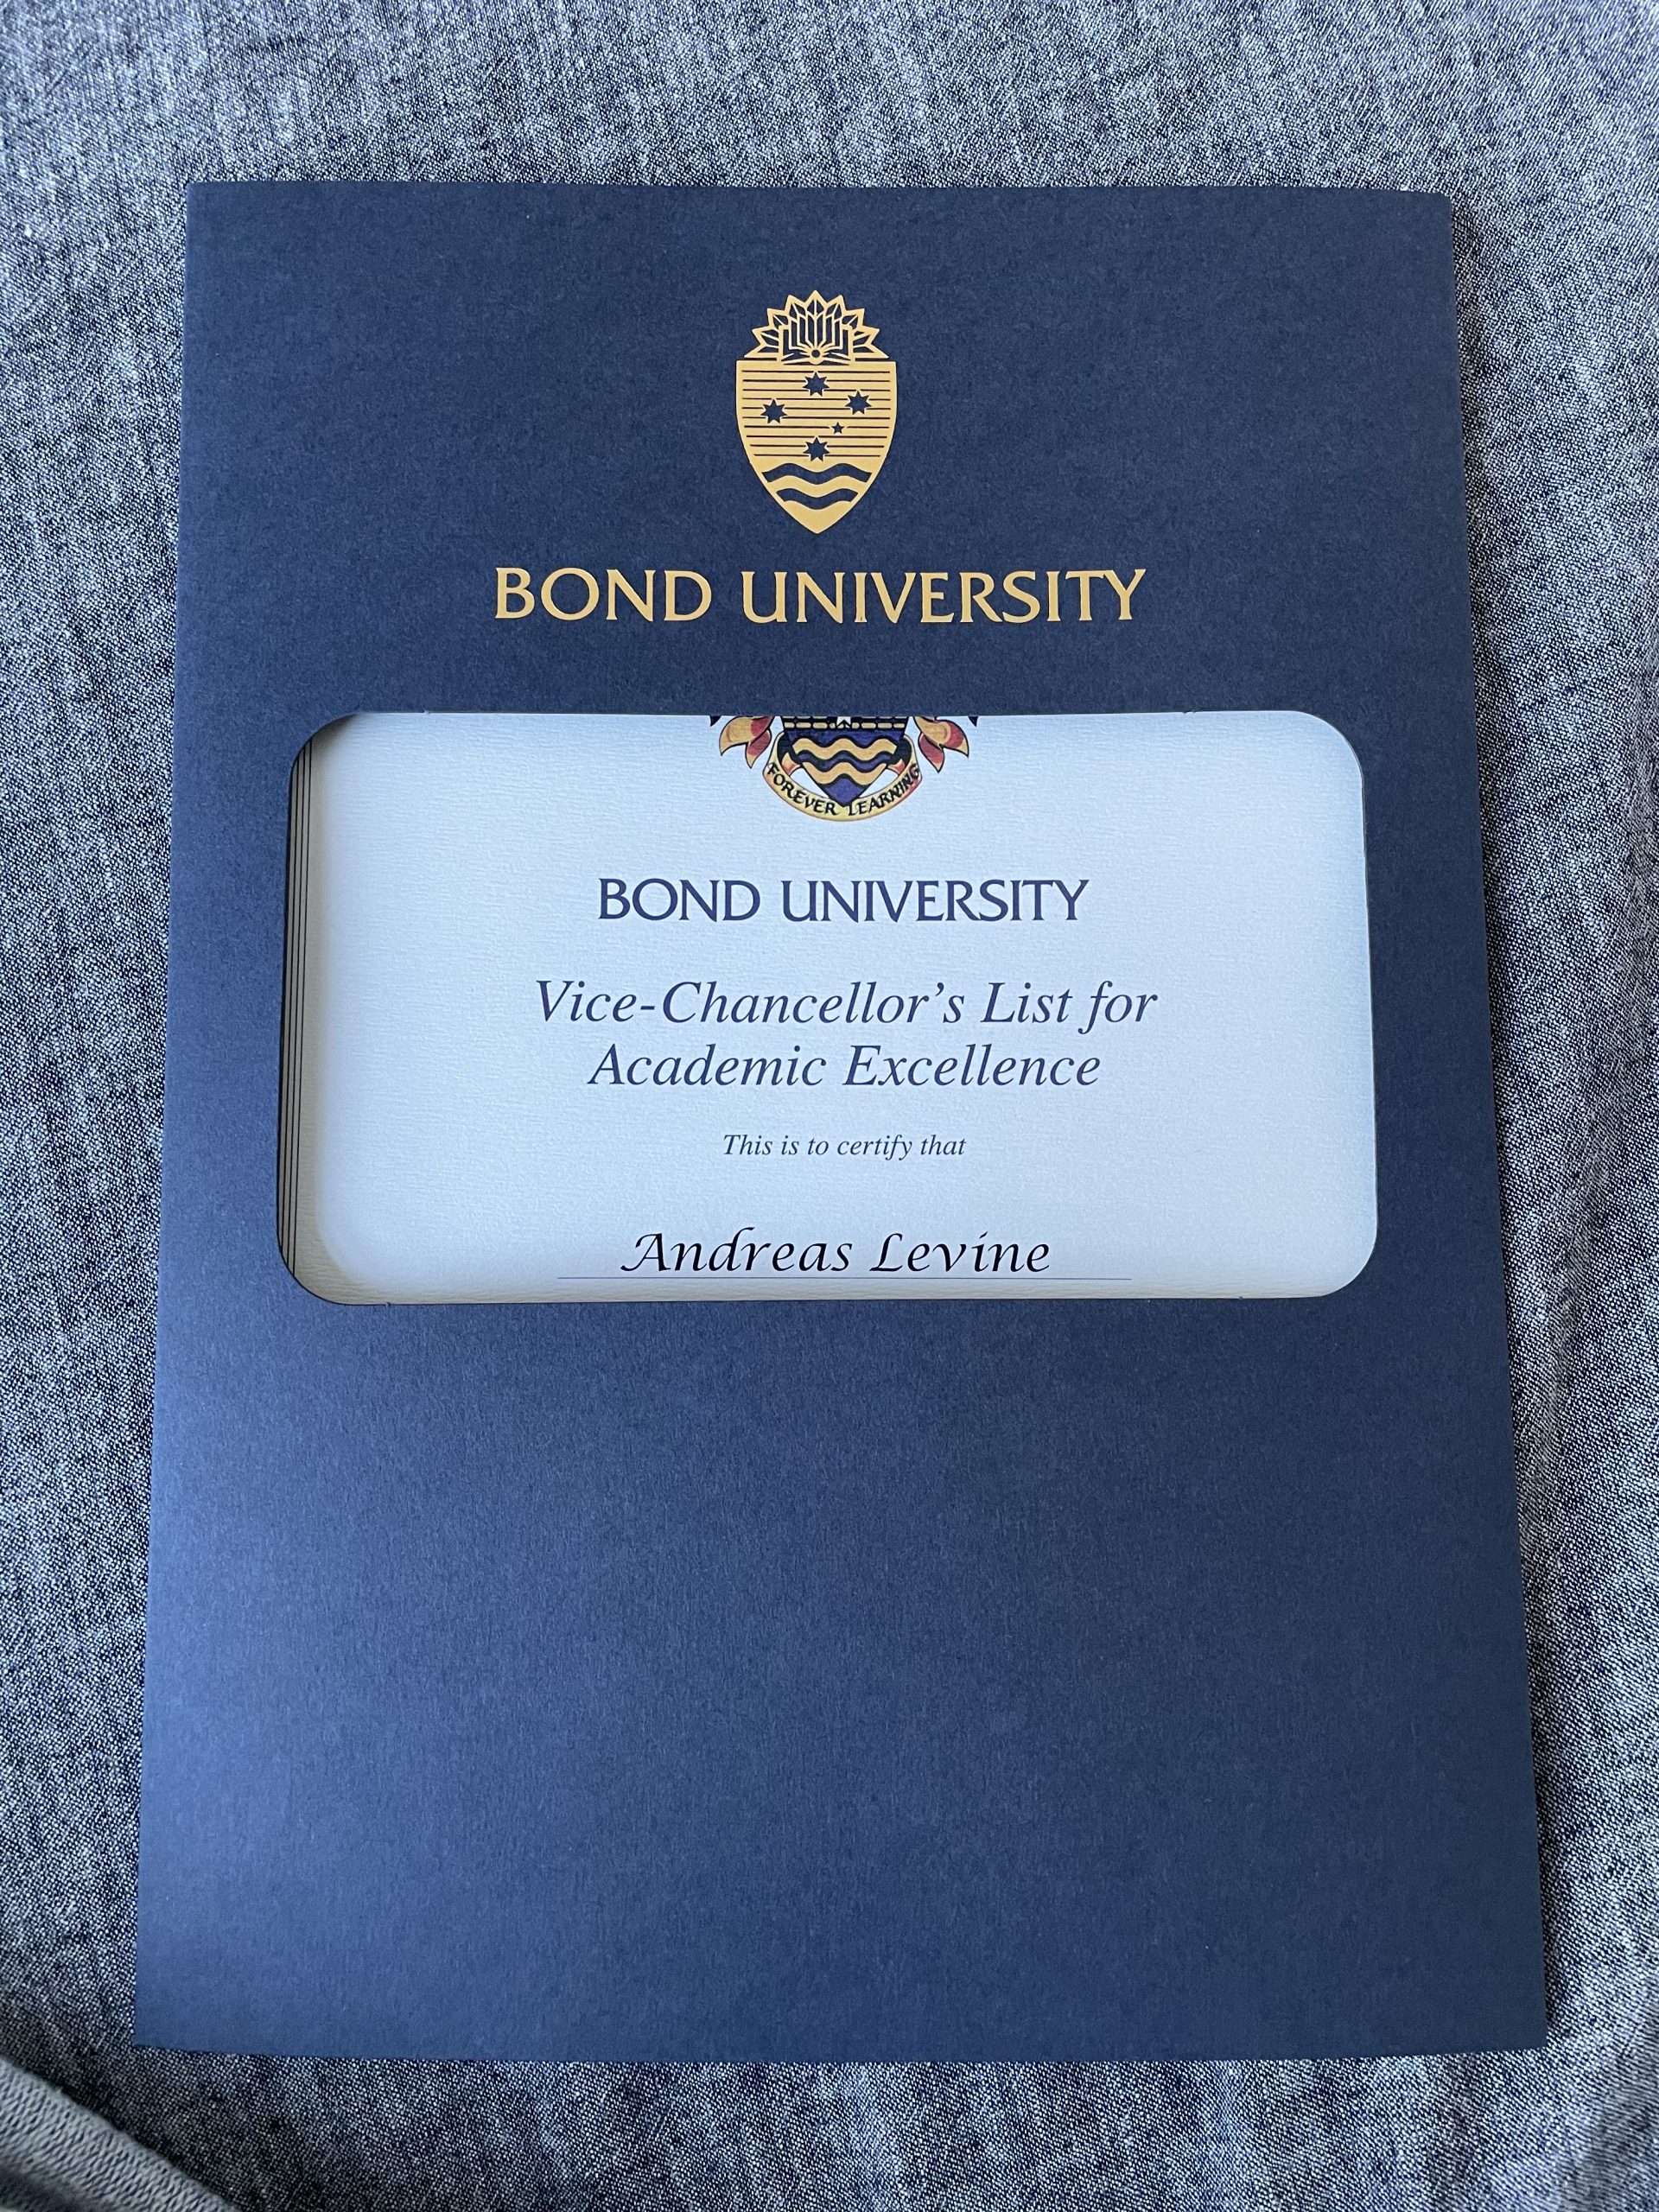 BOND UNIVERSITY
FOREVER LEARNING
BOND UNIVERSITY
Vice-Chancellor's List for
Academic Excellence
This is to certify that
Andreas Levine